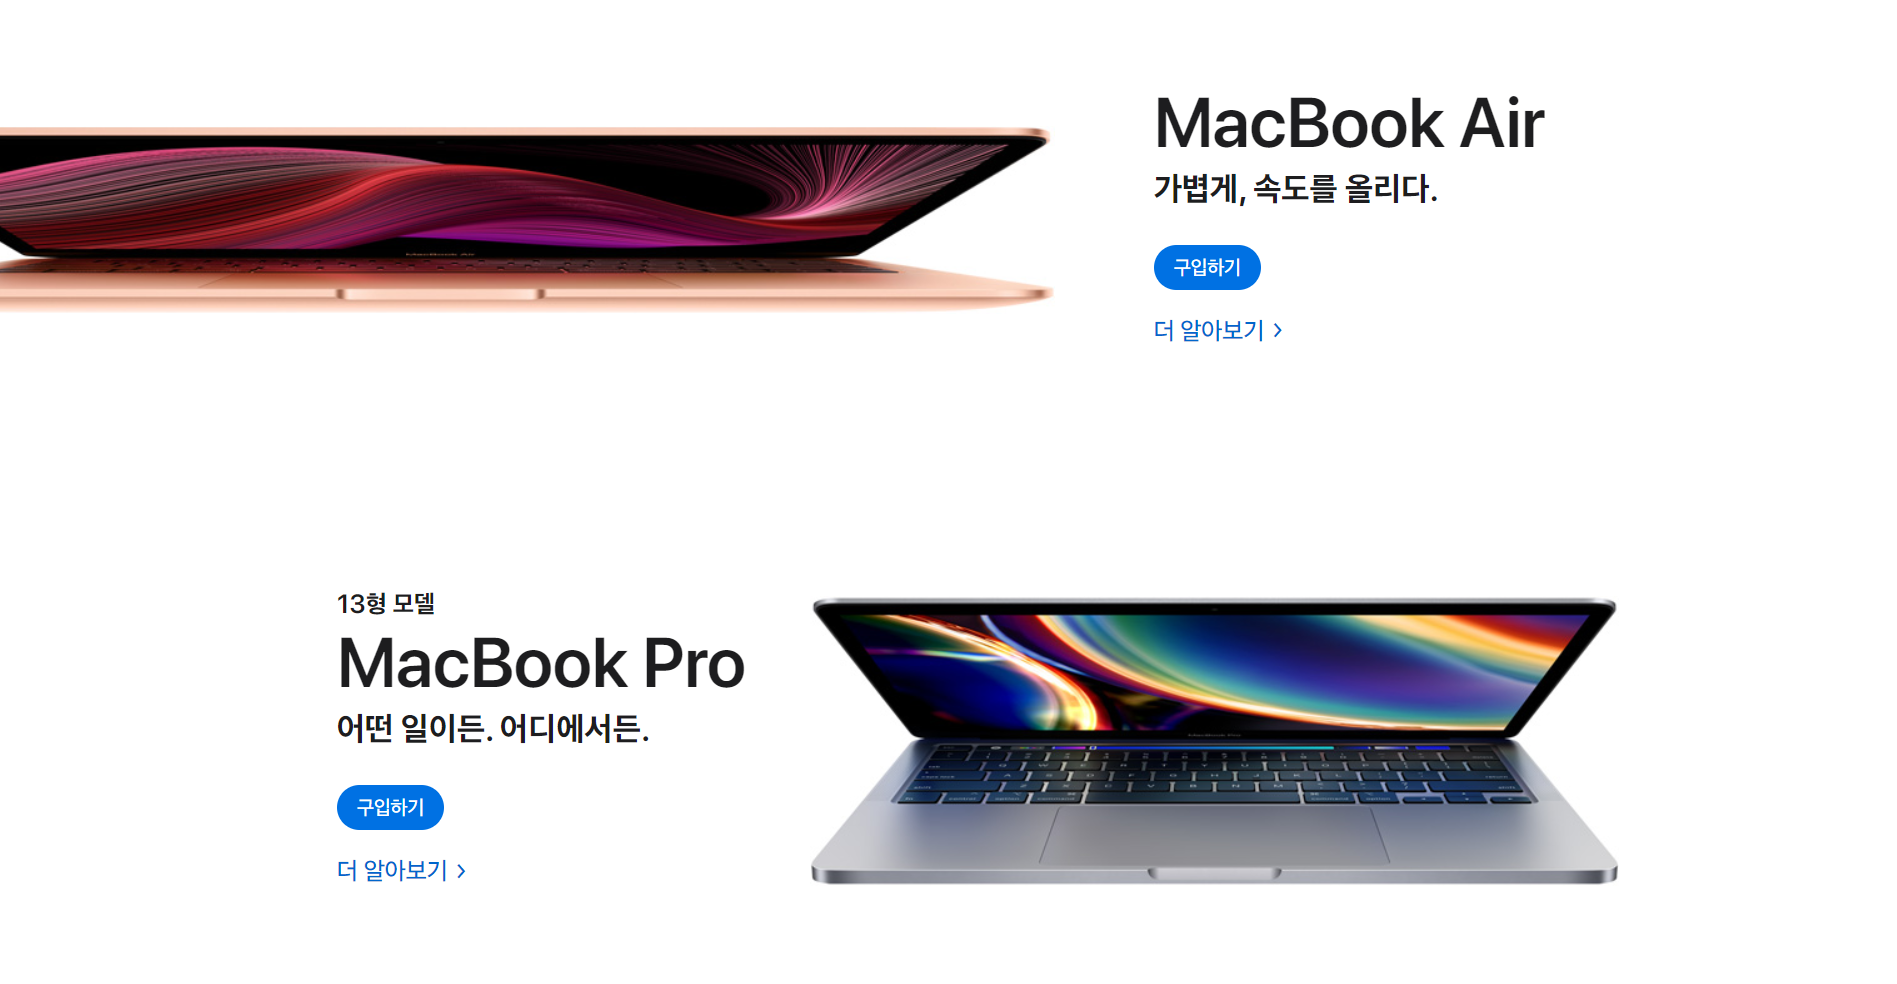 MacBook Air
가볍게, 속도를 올리다.
구입하기
더 알아보기 >
13형 모델
MacBook Pro
어떤 일이든. 어디에서든.
구입하기
더 알아보기 >